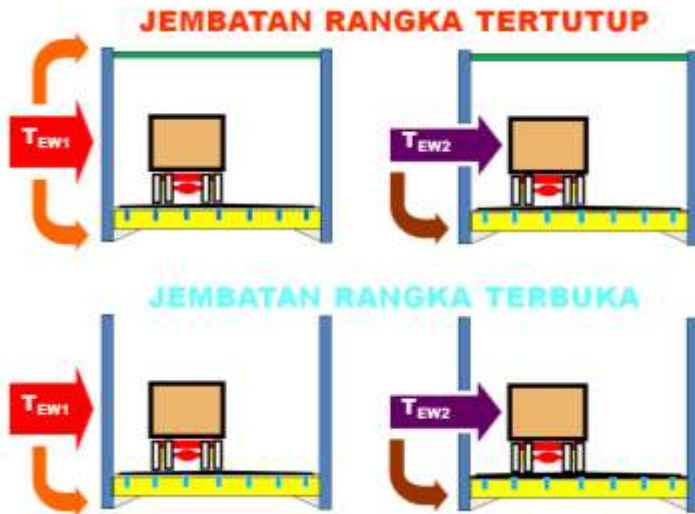 JEMBATAN RANGKA TERTUTUP
TEW1
TEW2
JEMBATAN RANGKA TERBUKA
TEW1
TEW2